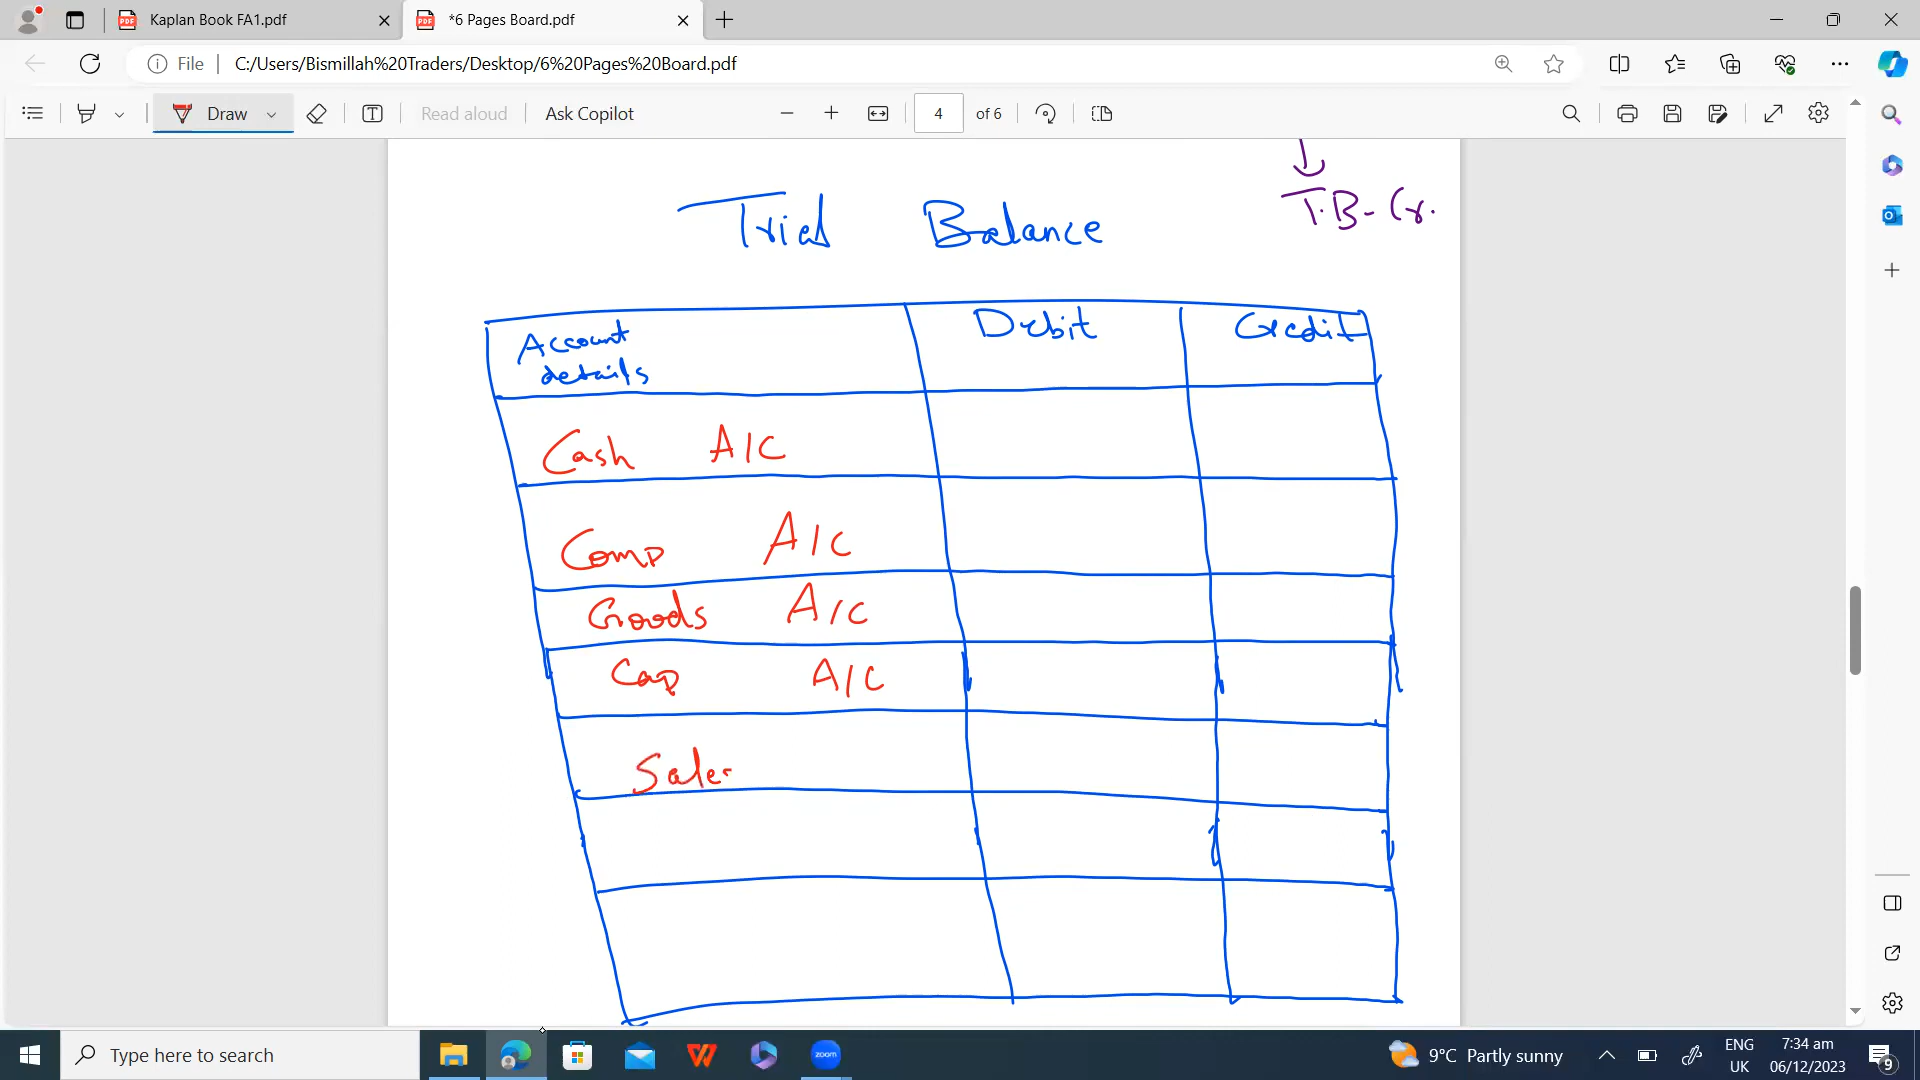 Kaplan Book FA1.pdf
*6 Pages Board.pdf
File
C:/Users/Bismillah%20Traders/Desktop/6%20Pages%20Board.pdf
Draw
Read aloud
Ask Copilot
4 of 6
T.B- Cr.
Trial Balance
Account details
Debit
Credit
Cash A/C
Comp A/C
Goods A/C
Cap A/C
Sales
Type here to search
zoom
9°C Partly sunny
ENG
UK
7:34 am
06/12/2023
9